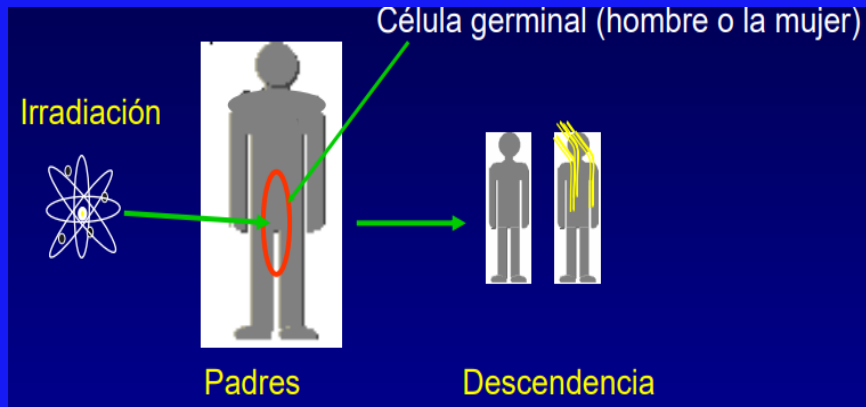 Célula germinal (hombre o la mujer)
Irradiación
Padres
Descendencia